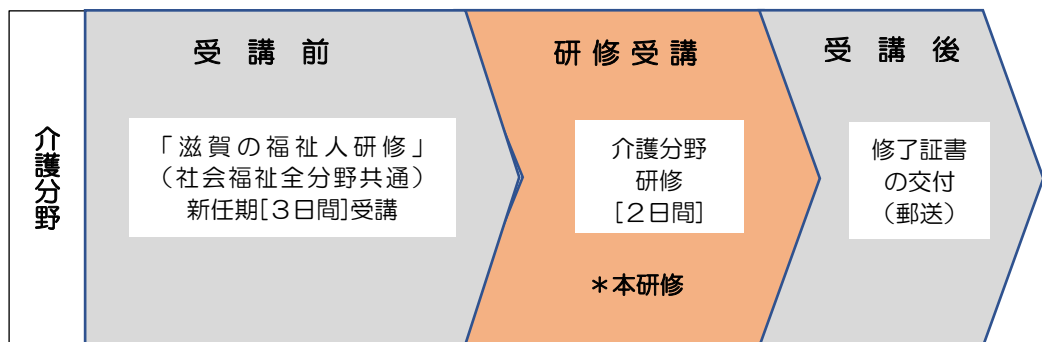 介護分野
受講前
「滋賀の福祉人研修」
（社会福祉全分野共通）
新任期[３日間]受講
研修受講
介護分野
研修
[２日間]
＊本研修
受講後
修了証書
の交付
（郵送）